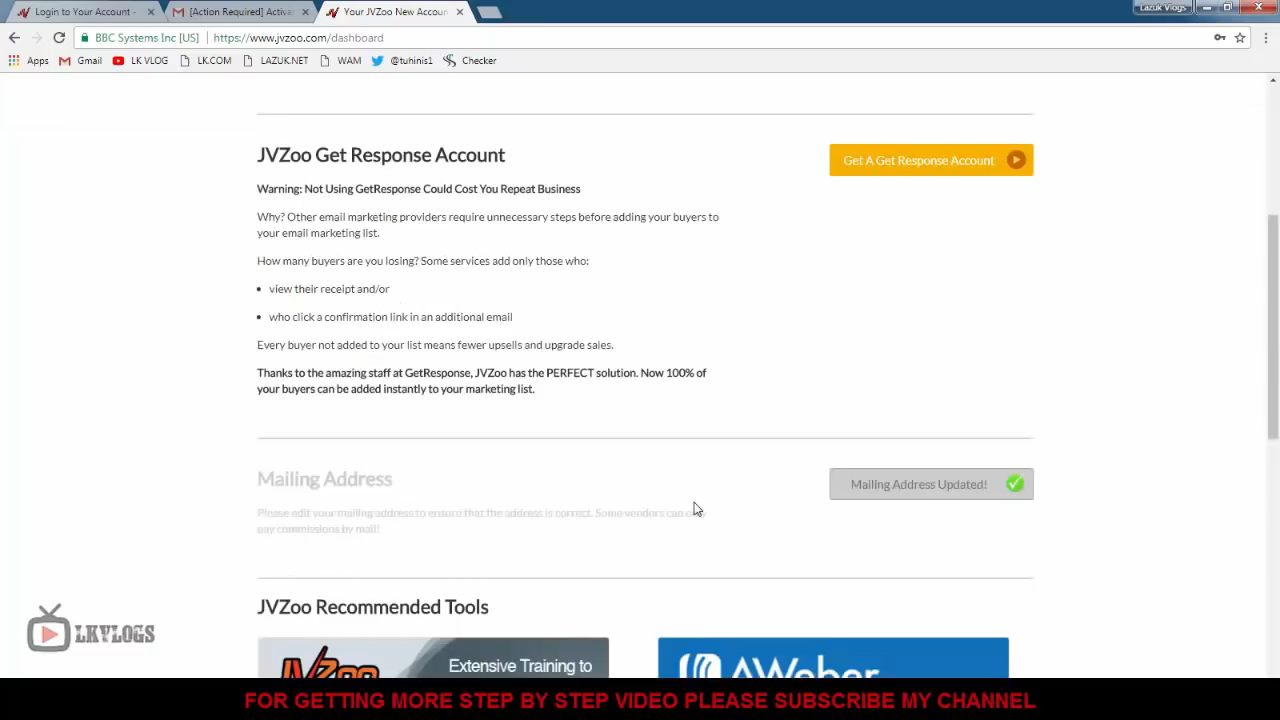 Login to Your Account -
[Action Required] Active
Your JVZoo New Accoun
Lazuk Vlogs
BBC Systems Inc [US]
https://www.jvzoo.com/dashboard
Apps
Gmail
LK VLOG
LK.COM
LAZUK.NET
WAM
@tuhinis1
Checker
JVZoo Get Response Account
Get A Get Response Account
Warning: Not Using GetResponse Could Cost You Repeat Business
Why? Other email marketing providers require unnecessary steps before adding your buyers to
your email marketing list.
How many buyers are you losing? Some services add only those who:
• view their receipt and/or
• who click a confirmation link in an additional email
Every buyer not added to your list means fewer upsells and upgrade sales.
Thanks to the amazing staff at GetResponse, JVZoo has the PERFECT solution. Now 100% of
your buyers can be added instantly to your marketing list.
Mailing Address
Mailing Address Updated!
Please edit your mailing address to ensure that the address is correct. Some vendors can only
pay commissions by mail!
JVZoo Recommended Tools
JVZoo
Extensive Training to
AWeber
LKVLOGS
FOR GETTING MORE STEP BY STEP VIDEO PLEASE SUBSCRIBE MY CHANNEL